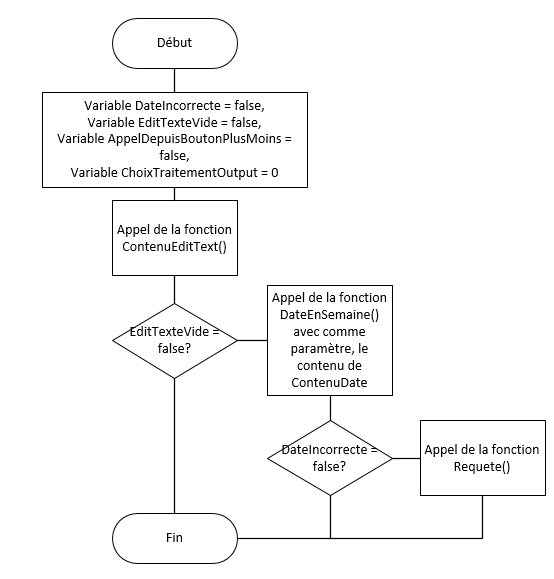 Début
Variable DateIncorrecte = false,
Variable EditTexteVide = false,
Variable AppelDepuisBoutonPlusMoins =
false,
Variable ChoixTraitementOutput = 0
Appel de la fonction
ContenuEditText()
EditTexteVide =
false?
Appel de la fonction
DateEnSemaine()
avec comme
paramètre, le
contenu de
ContenuDate
DateIncorrecte =
false?
Appel de la fonction
Requete()
Fin